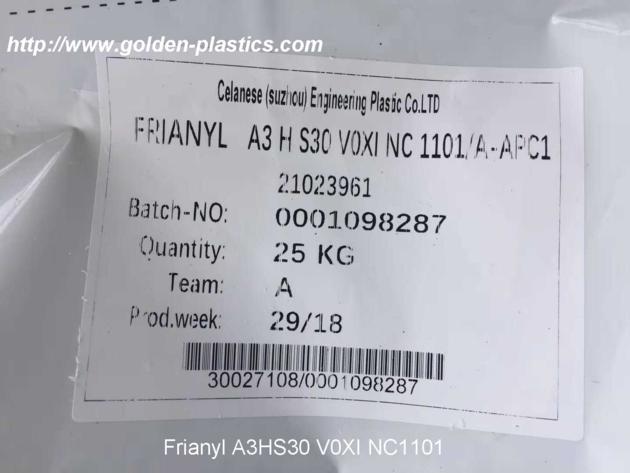 http://www.golden-plastics.com
Celanese (suzhou) Engineering Plastic Co.LTD
FRIANYL A3 H S30 V0XI NC 1101/A-APC1
21023961
Batch-NO: 0001098287
Quantity: 25 KG
Team: A
Prod.week: 29/18
30027108/0001098287
Frianyl A3HS30 V0XI NC1101